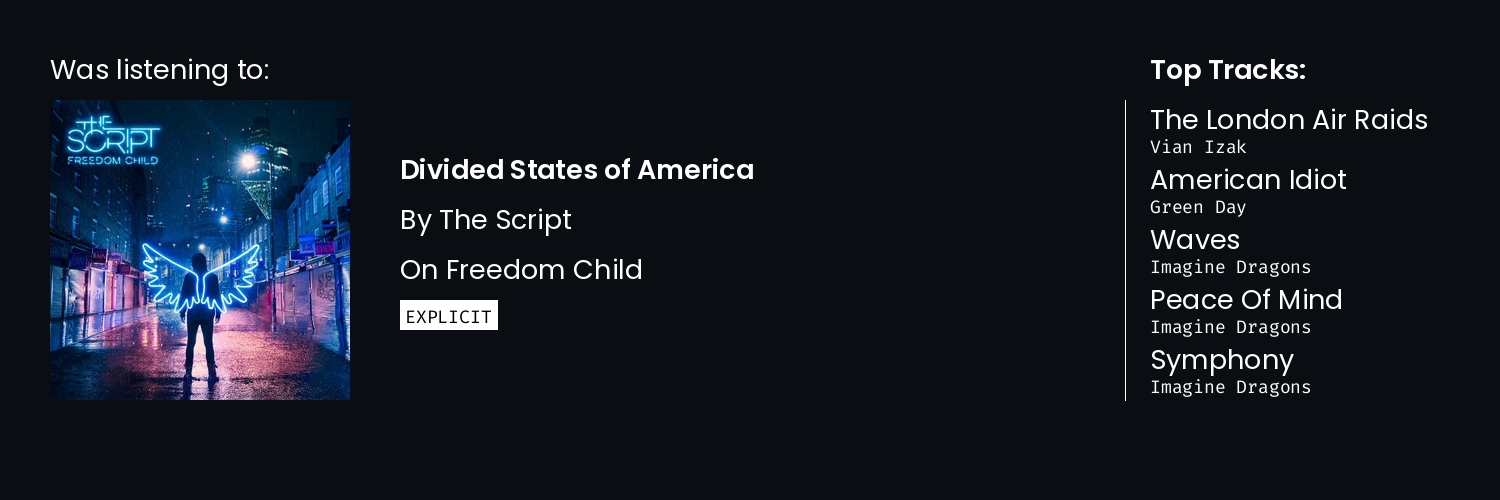 Was listening to:
THE
SCRIPT
FREEDOM CHILD
Divided States of America
By The Script
On Freedom Child
EXPLICIT
Top Tracks:
The London Air Raids
Vian Izak
American Idiot
Green Day
Waves
Imagine Dragons
Peace Of Mind
Imagine Dragons
Symphony
Imagine Dragons